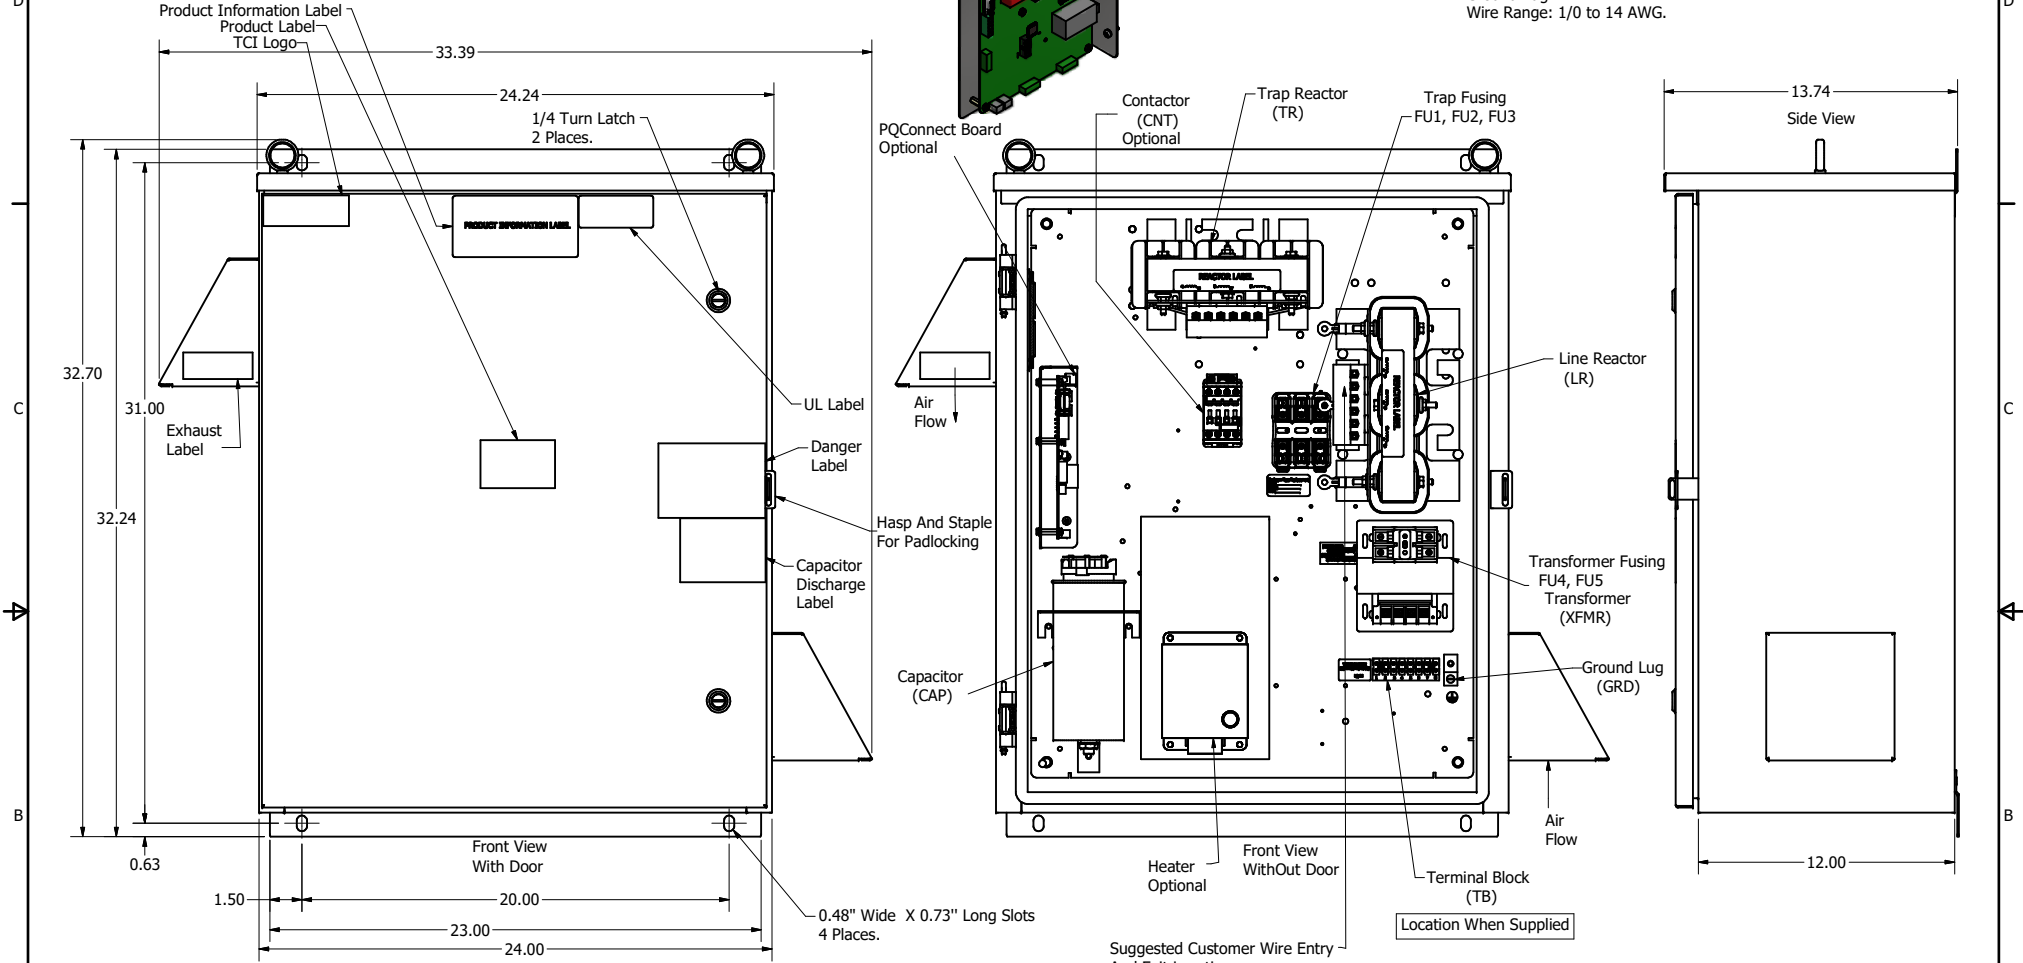 D
D
Product Information Label
Product Label
TCI Logo
33.39
24.24
1/4 Turn Latch
2 Places.
32.70
31.00
32.24
PRODUCT INFORMATION LABEL
Exhaust
Label
UL Label
Danger
Label
Hasp And Staple
For Padlocking
Capacitor
Discharge
Label
0.63
Front View
With Door
1.50
20.00
23.00
24.00
0.48" Wide X 0.73" Long Slots
4 Places.
Wire Range: 1/0 to 14 AWG.
PQConnect Board
Optional
Contactor
(CNT)
Optional
Trap Reactor
(TR)
Trap Fusing
FU1, FU2, FU3
REACTOR LABEL
REACTOR LABEL
Air
Flow
Line Reactor
(LR)
Transformer Fusing
FU4, FU5
Transformer
(XFMR)
Capacitor
(CAP)
Ground Lug
(GRD)
Air
Flow
Heater
Optional
Front View
WithOut Door
Terminal Block
(TB)
Location When Supplied
Suggested Customer Wire Entry
13.74
Side View
12.00
C
C
B
B